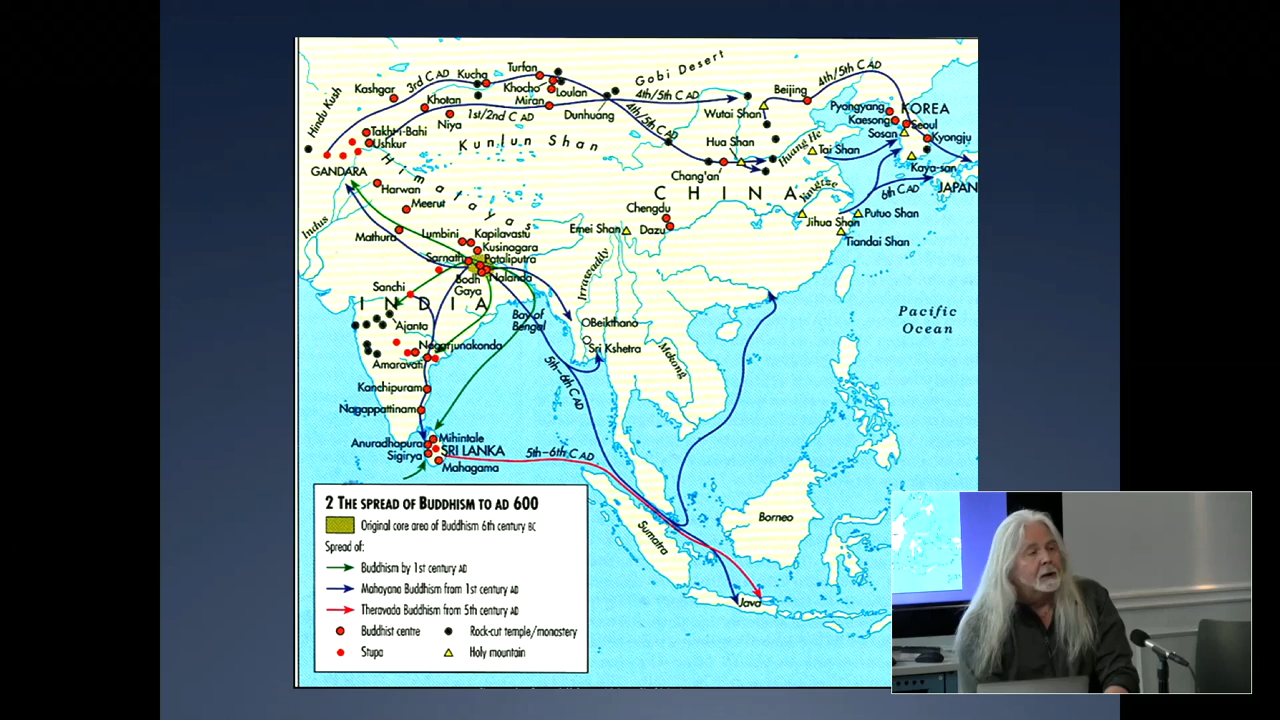 Gobi Desert
4th/5th C AD
Turfan
Kucha
3rd C AD
Khocho
Loulan
Kashgar
Khotan
Miran
4th/5th C AD
Beijing
Hindu Kush
Niya
1st/2nd C AD
Dunhuang
4th/5th C AD
Wutai Shan
Pyongyang
KOREA
Kaesong
Seoul
Takht-i-Bahi
Ushkur
Kunlun Shan
Hua Shan
Huang He
Tai Shan
Sosan
Kyongju
GANDARA
Himalayas
Chang'an
Kaya-san
Harwan
CHINA
Yangtze
6th C AD
JAPAN
Meerut
Chengdu
Indus
Mathura
Lumbini
Kapilavastu
Emei Shan
Dazu
Jihua Shan
Putuo Shan
Kusinagara
Tiandai Shan
Sarnath
Pataliputra
Bodh
Gaya
Nalanda
Irrawaddy
Sanchi
INDIA
Bay of
Bengal
Beikthano
Pacific
Ocean
Ajanta
Nagarjunakonda
Sri Kshetra
Mekong
Amaravati
5th–6th C AD
Kanchipuram
Nagappattinam
Anuradhapura
Mihintale
Sigirya
SRI LANKA
5th–6th C AD
Mahagama
Sumatra
Borneo
Java
2 THE SPREAD OF BUDDHISM TO AD 600
Original core area of Buddhism 6th century BC
Spread of:
Buddhism by 1st century AD
Mahayana Buddhism from 1st century AD
Theravada Buddhism from 5th century AD
Buddhist centre
Rock-cut temple/monastery
Stupa
Holy mountain